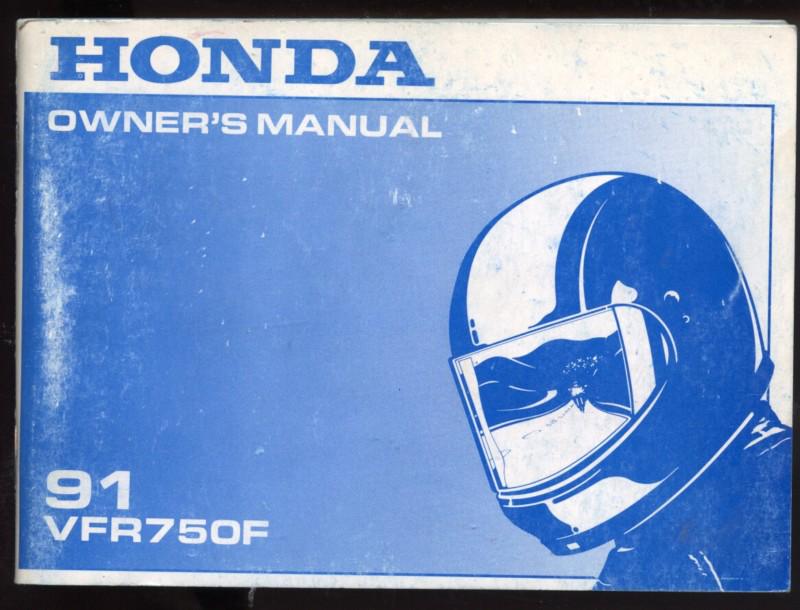 HONDA
OWNER'S MANUAL
91
VFR750F